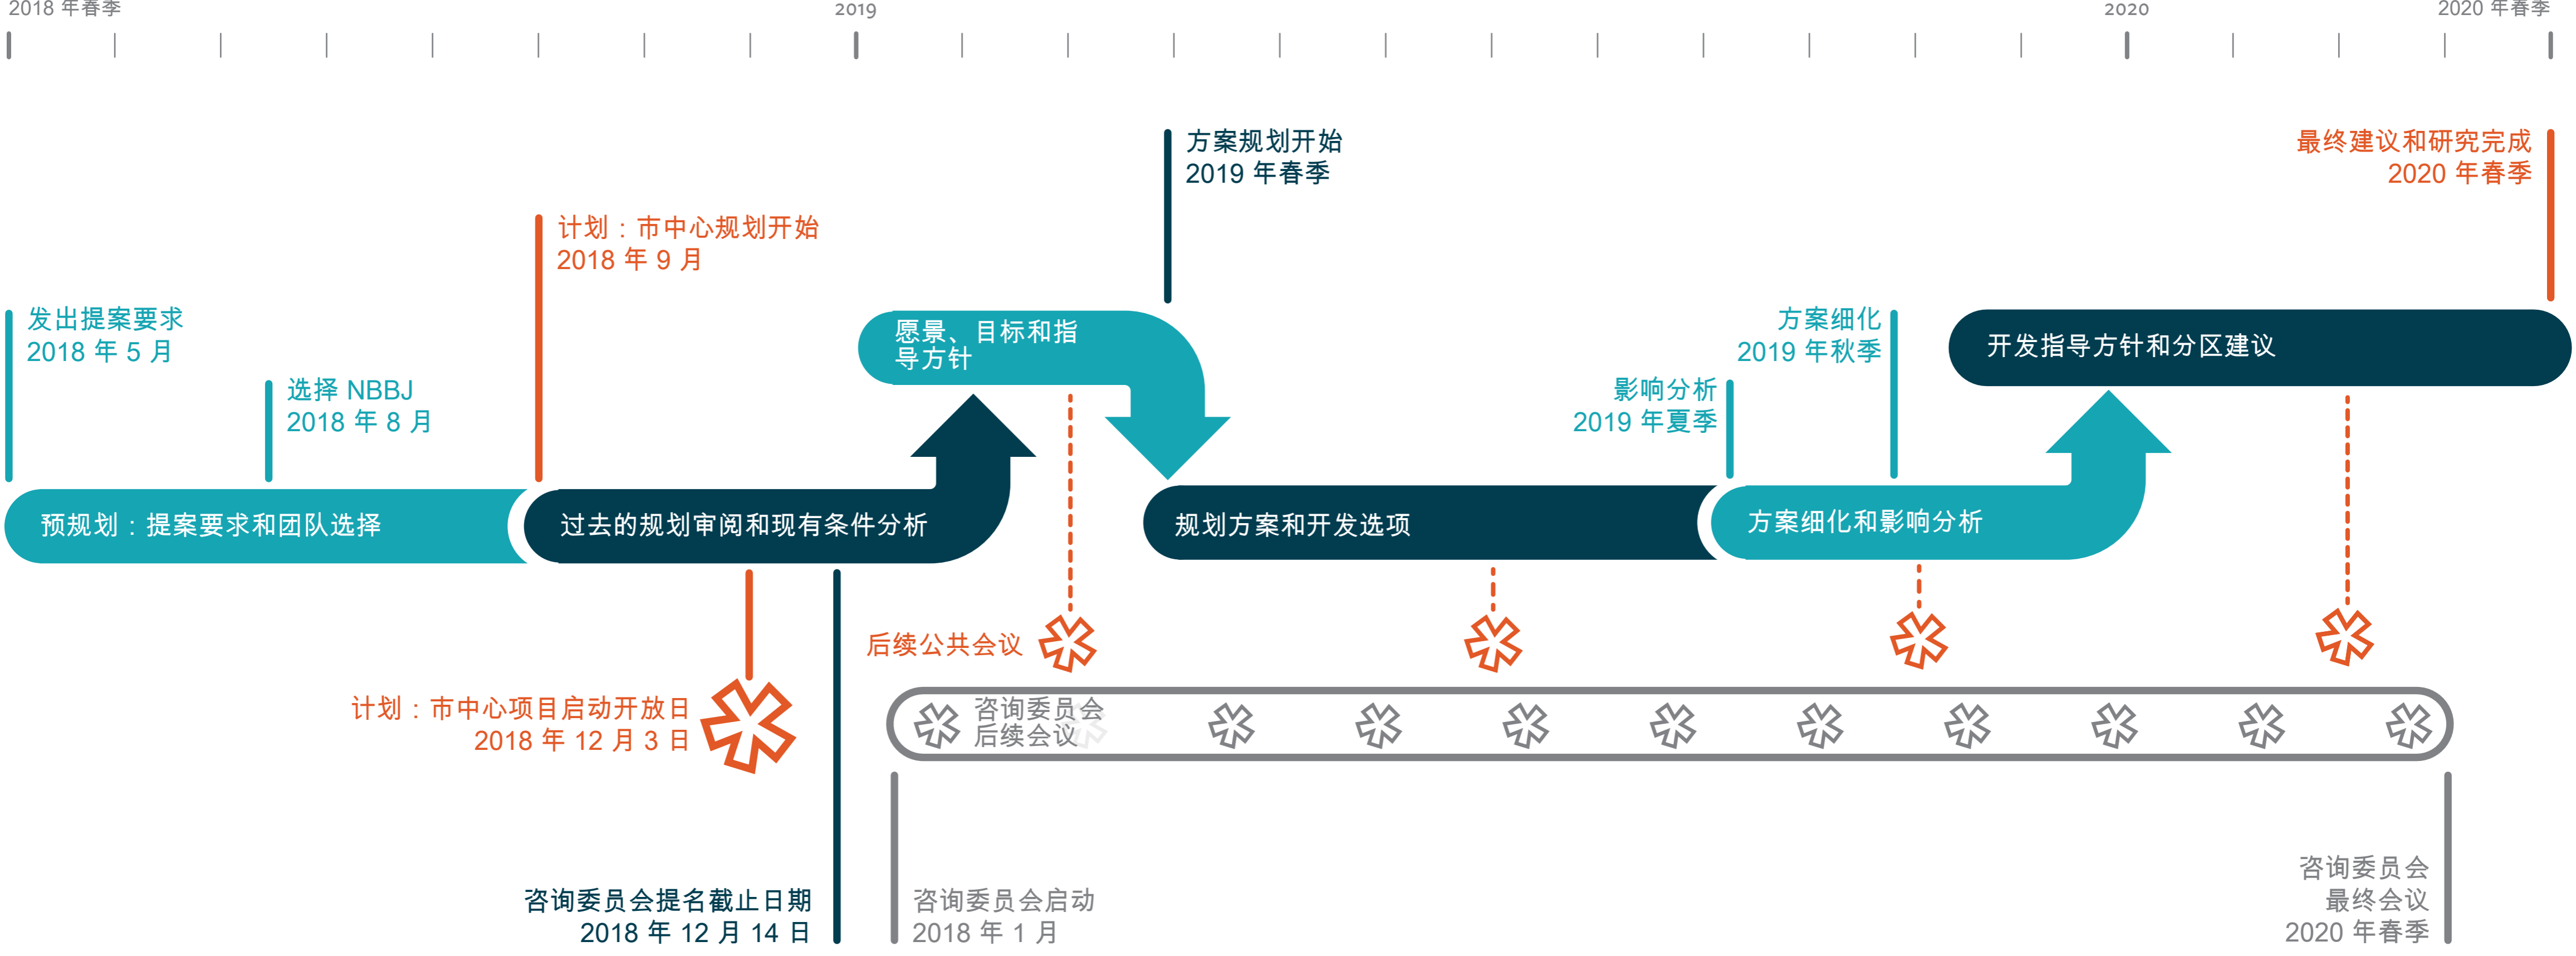 2018 年春季
2019
2020
2020 年春季
方案规划开始
2019 年春季
最终建议和研究完成
2020 年春季
计划：市中心规划开始
2018 年 9 月
发出提案要求
2018 年 5 月
选择 NBBJ
2018 年 8 月
愿景、目标和指
导方针
方案细化
2019 年秋季
影响分析
2019 年夏季
开发指导方针和分区建议
预规划：提案要求和团队选择
过去的规划审阅和现有条件分析
规划方案和开发选项
方案细化和影响分析
后续公共会议
计划：市中心项目启动开放日
2018 年 12 月 3 日
咨询委员会
后续会议
咨询委员会提名截止日期
2018 年 12 月 14 日
咨询委员会启动
2018 年 1 月
咨询委员会
最终会议
2020 年春季